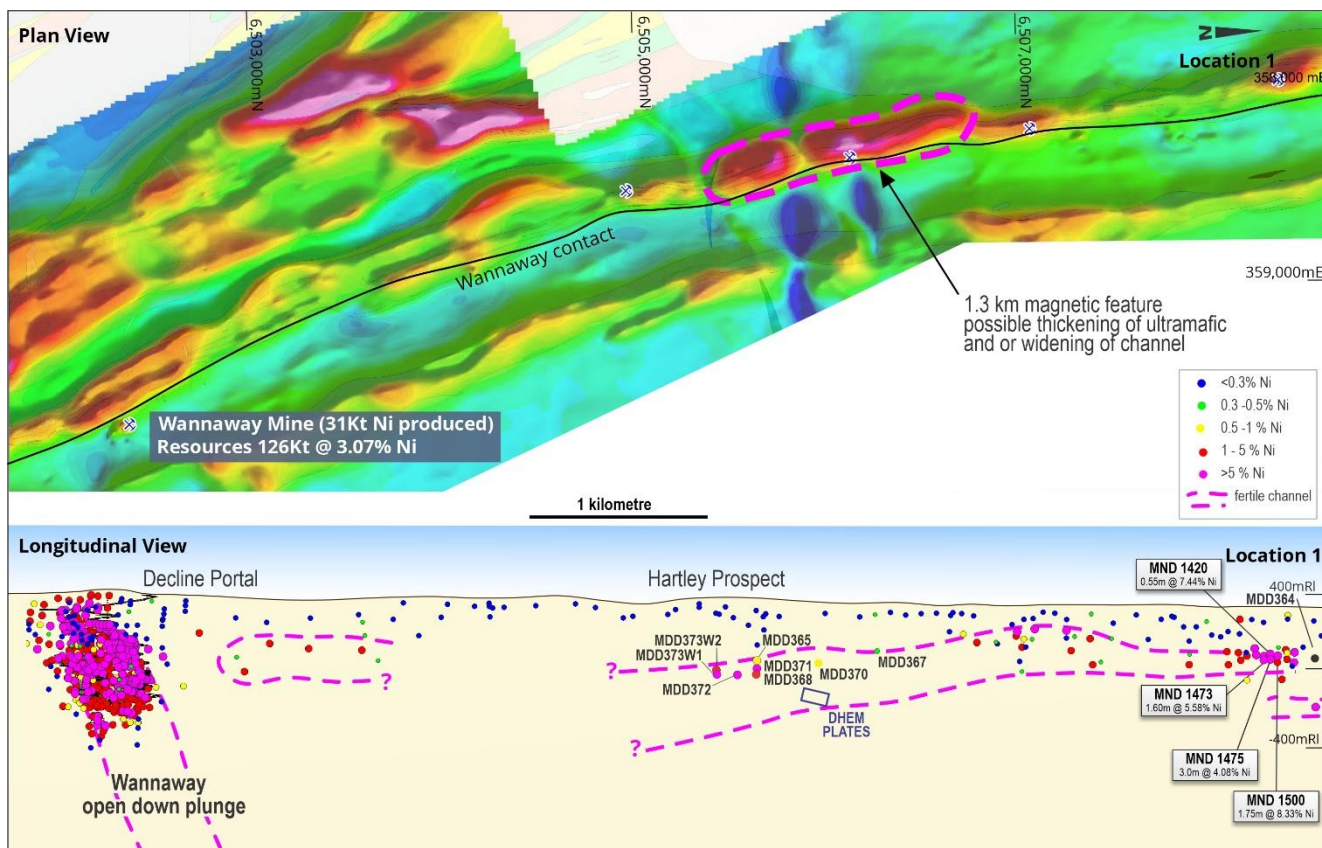 Plan View
6,503,000mN
6,505,000mN
6,507,000mN
N
Location 1
358,000 mE
Wannaway contact
359,000mE
1.3 km magnetic feature
possible thickening of ultramafic
and or widening of channel
Wannaway Mine (31Kt Ni produced)
Resources 126Kt @ 3.07% Ni
<0.3% Ni
0.3 -0.5% Ni
0.5 -1 % Ni
1 - 5 % Ni
>5 % Ni
fertile channel
1 kilometre
Longitudinal View
Location 1
Decline Portal
Hartley Prospect
MND 1420
0.55m @ 7.44% Ni
400mRl
MDD364
MDD373W2
MDD373W1
MDD365
MDD371
MDD368
MDD372
MDD370
MDD367
?
?
?
DHEM
PLATES
MND 1473
1.60m @ 5.58% Ni
-400mRl
MND 1475
3.0m @ 4.08% Ni
MND 1500
1.75m @ 8.33% Ni
Wannaway
open down plunge